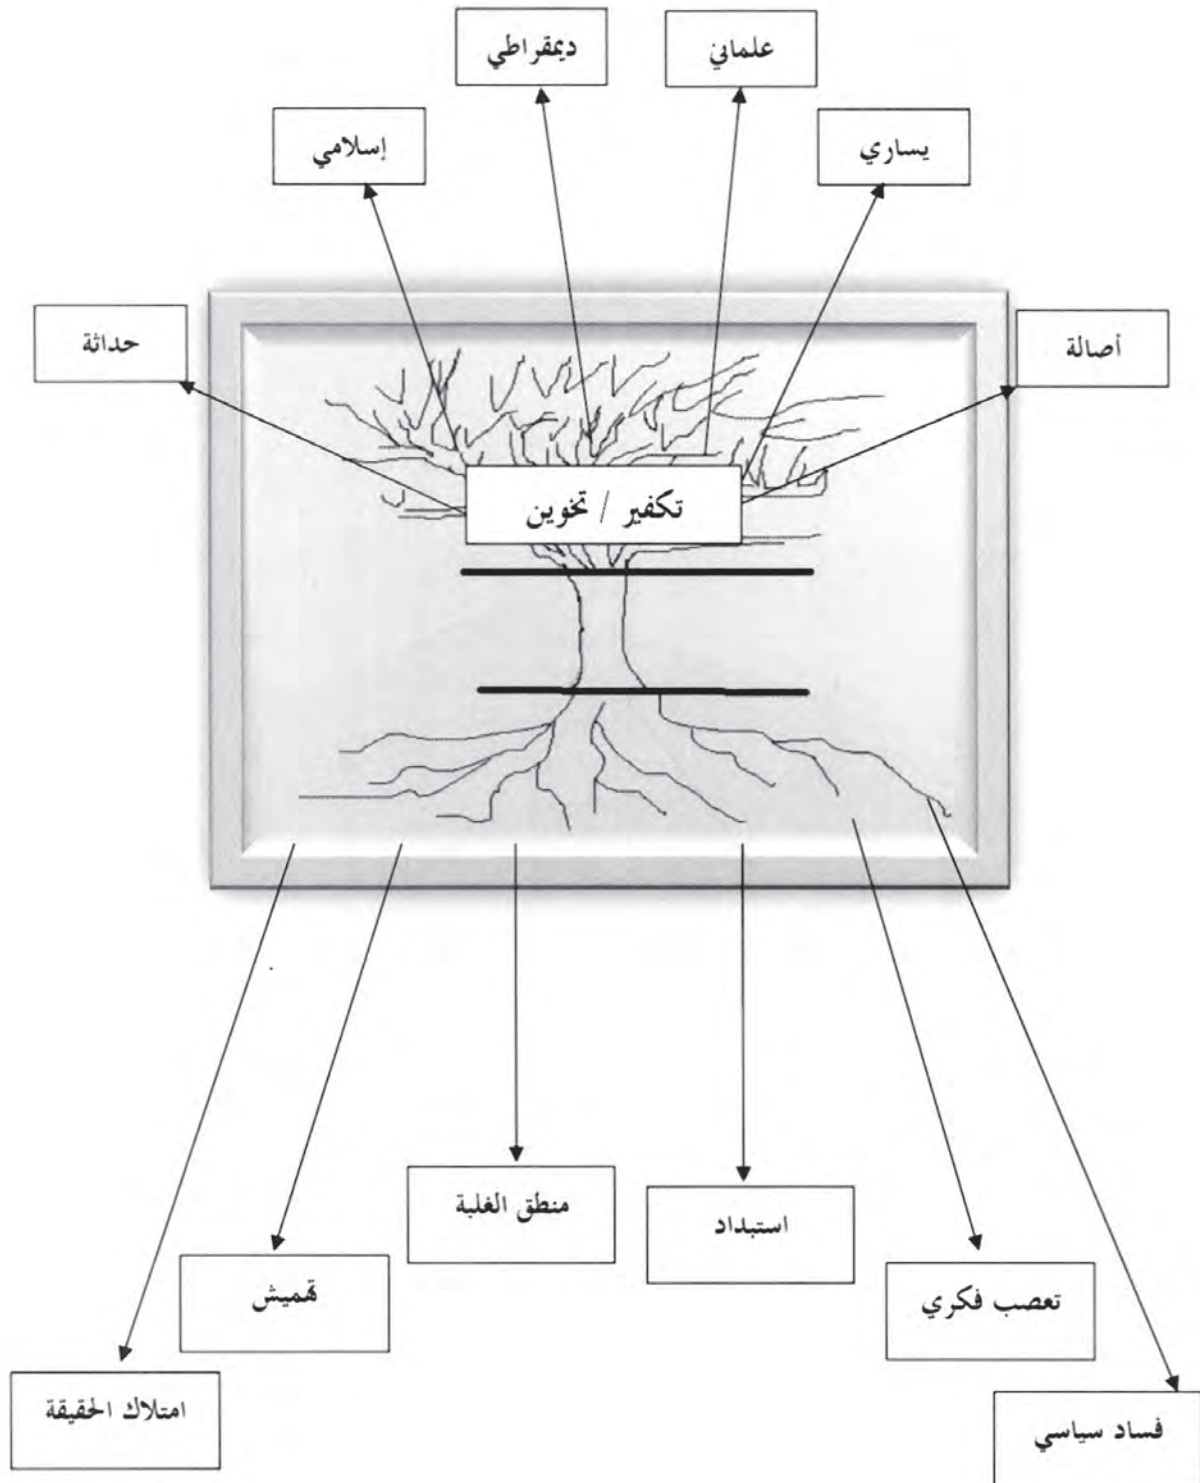 علماني
ديمقراطي
يساري
إسلامي
أصالة
حداثة
تكفير / تخوين
منطق الغلبة
استبداد
تهميش
تعصب فكري
امتلاك الحقيقة
فساد سياسي